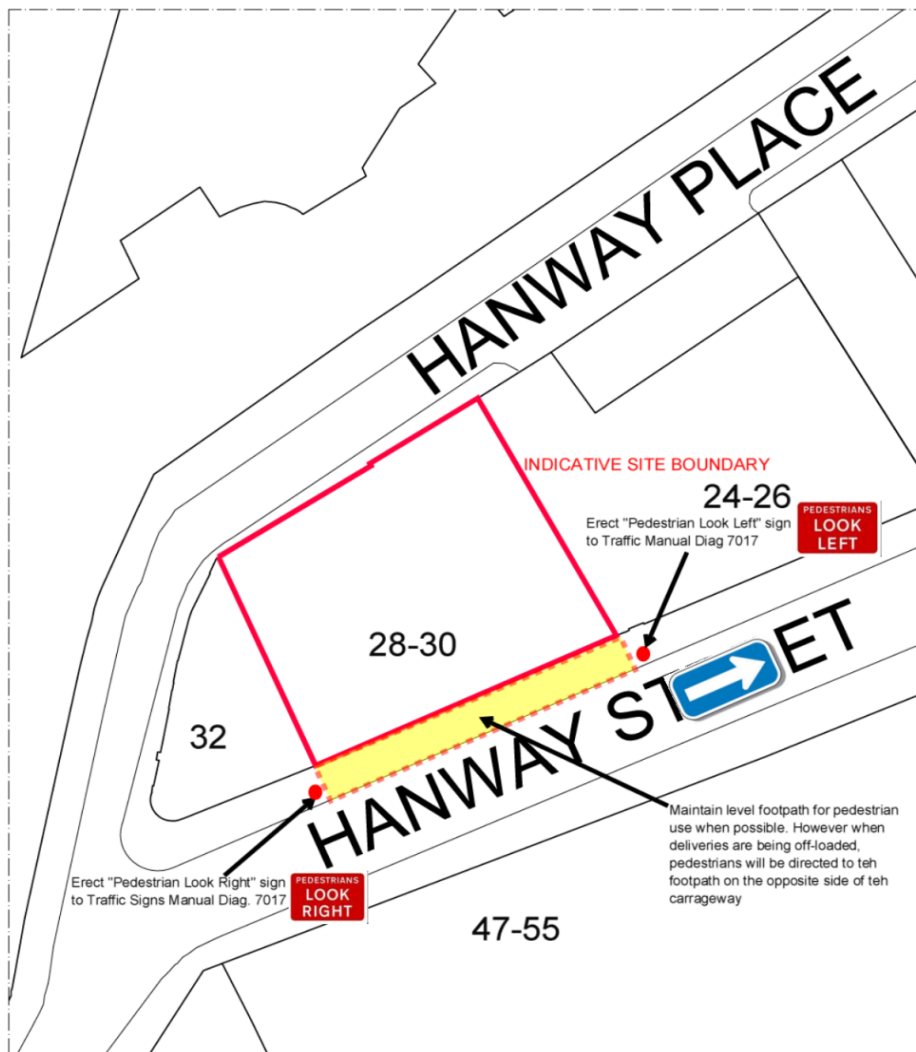 HANWAY PLACE
INDICATIVE SITE BOUNDARY
24-26
Erect "Pedestrian Look Left" sign
to Traffic Manual Diag 7017
PEDESTRIANS
LOOK
LEFT
28-30
32
HANWAY ST ET
Maintain level footpath for pedestrian
use when possible. However when
deliveries are being off-loaded,
pedestrians will be directed to teh
footpath on the opposite side of teh
carrageway
Erect "Pedestrian Look Right" sign
to Traffic Signs Manual Diag. 7017
PEDESTRIANS
LOOK
RIGHT
47-55